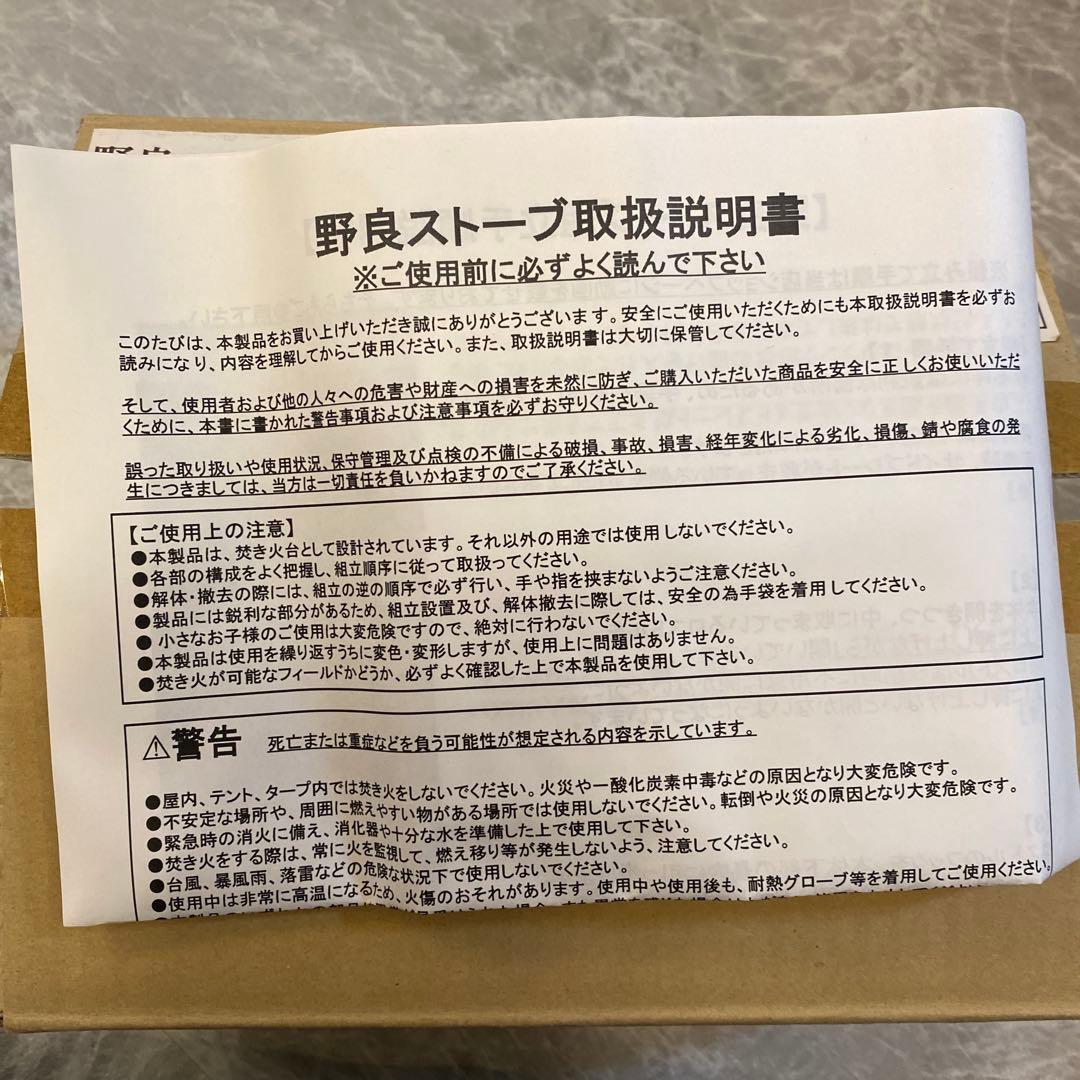 野良ストーブ取扱説明書
※ご使用前に必ずよく読んで下さい
このたびは、本製品をお買い上げいただき誠にありがとうございます。安全にご使用いただくためにも本取扱説明書を必ずお
読みになり、内容を理解してからご使用ください。また、取扱説明書は大切に保管してください。
そして、使用者および他の人々への危害や財産への損害を未然に防ぎ、ご購入いただいた商品を安全に正しくお使いいただ
くために、本書に書かれた警告事項および注意事項を必ずお守りください。
誤った取り扱いや使用状況、保守管理及び点検の不備による破損、事故、損害、経年変化による劣化、損傷、錆や腐食の発
生につきましては、当方は一切責任を負いかねますのでご了承ください。
【ご使用上の注意】
●本製品は、焚き火台として設計されています。それ以外の用途では使用しないでください。
●各部の構成をよく把握し、組立順序に従って取扱ってください。
●解体・撤去の際には、組立の逆の順序で必ず行い、手や指を挟まないようご注意ください。
●製品には鋭利な部分があるため、組立設置及び、解体撤去に際しては、安全の為手袋を着用してください。
●小さなお子様のご使用は大変危険ですので、絶対に行わないでください。
●本製品は使用を繰り返すうちに変色・変形しますが、使用上に問題はありません。
●焚き火が可能なフィールドかどうか、必ずよく確認した上で本製品を使用して下さい。
⚠警告 死亡または重症などを負う可能性が想定される内容を示しています。
●屋内、テント、タープ内では焚き火をしないでください。火災や一酸化炭素中毒などの原因となり大変危険です。
●不安定な場所や、周囲に燃えやすい物がある場所では使用しないでください。転倒や火災の原因となり大変危険です。
●緊急時の消火に備え、消化器や十分な水を準備した上で使用して下さい。
●焚き火をする際は、常に火を監視して、燃え移り等が発生しないよう、注意してください。
●台風、暴風雨、落雷などの危険な状況下で使用しないでください。
●使用中は非常に高温になるため、火傷のおそれがあります。使用中や使用後も、耐熱グローブ等を着用してご使用ください。